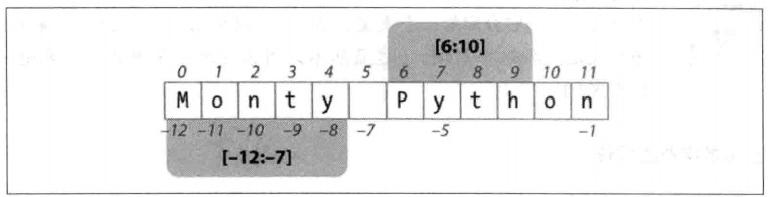 [6:10]
0 1 2 3 4 5 6 7 8 9 10 11
M o n t y P y t h o n
–12 –11 –10 –9 –8 –7 –5 –1
[–12:–7]